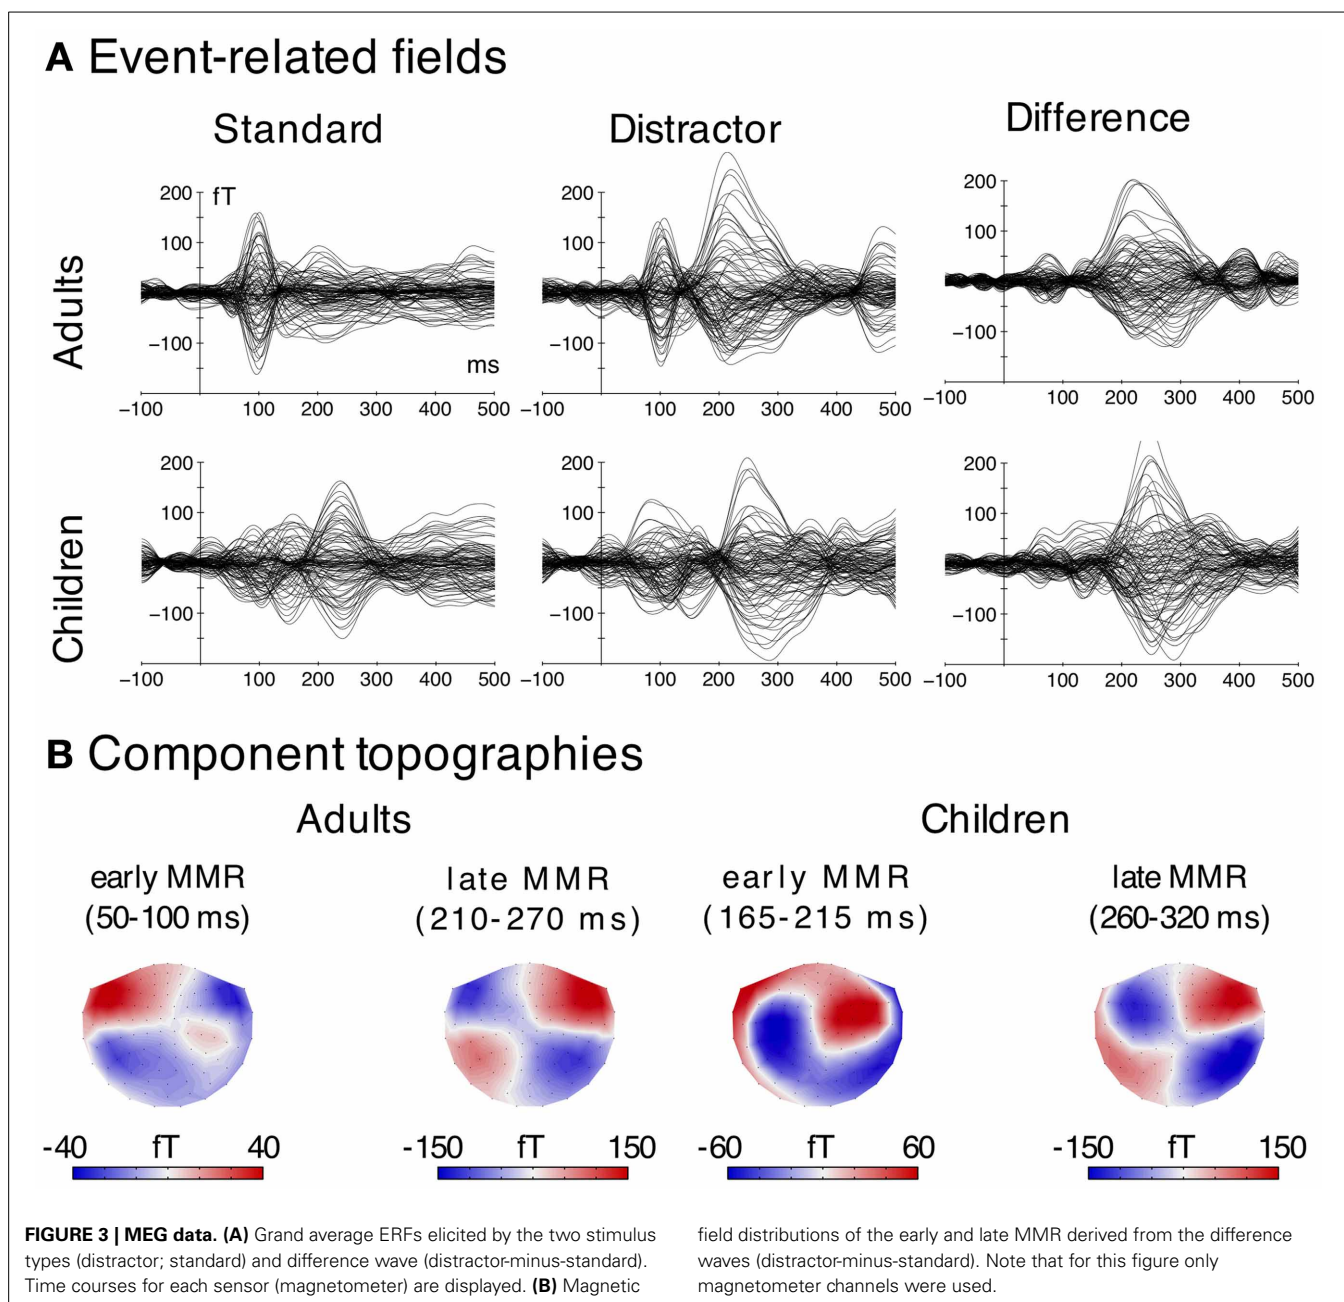 A Event-related fields
Standard
Distractor
Difference
Adults
200
fT
100
−100
ms
−100 100 200 300 400 500
200
100
−100
−100 100 200 300 400 500
200
100
−100
−100 100 200 300 400 500
Children
200
100
−100
−100 100 200 300 400 500
200
100
−100
−100 100 200 300 400 500
200
100
−100
−100 100 200 300 400 500
B Component topographies
Adults
Children
early MMR
(50-100 ms)
late MMR
(210-270 ms)
early MMR
(165-215 ms)
late MMR
(260-320 ms)
-40 fT 40
-150 fT 150
-60 fT 60
-150 fT 150
FIGURE 3 | MEG data. (A) Grand average ERFs elicited by the two stimulus
types (distractor; standard) and difference wave (distractor-minus-standard).
Time courses for each sensor (magnetometer) are displayed. (B) Magnetic
field distributions of the early and late MMR derived from the difference
waves (distractor-minus-standard). Note that for this figure only
magnetometer channels were used.